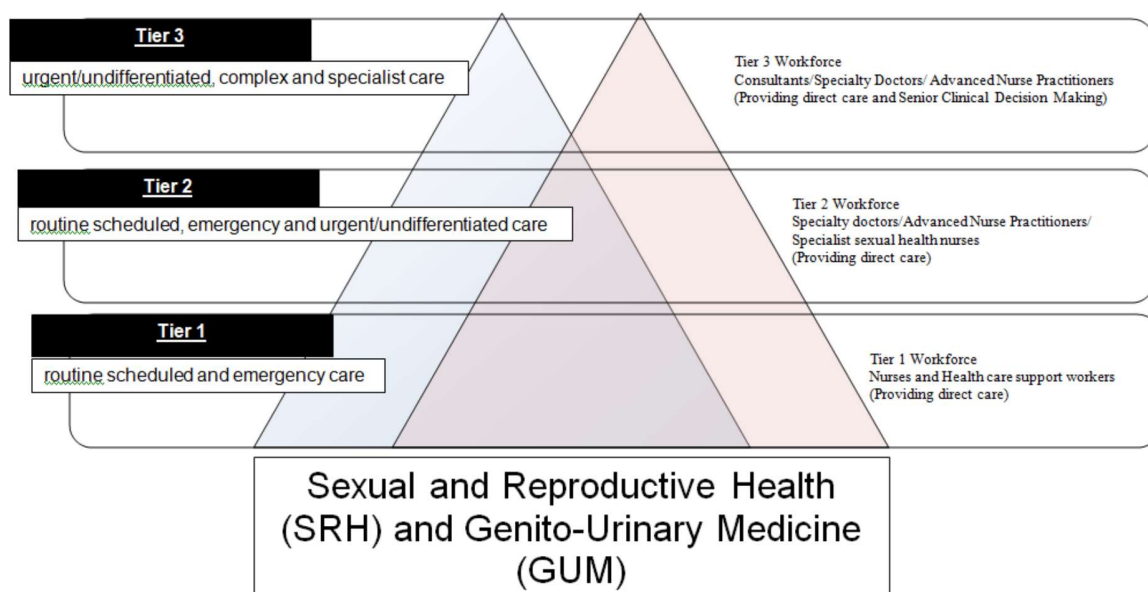 Tier 3
urgent/undifferentiated, complex and specialist care
Tier 3 Workforce
Consultants/Specialty Doctors/ Advanced Nurse Practitioners
(Providing direct care and Senior Clinical Decision Making)
Tier 2
routine scheduled, emergency and urgent/undifferentiated care
Tier 2 Workforce
Specialty doctors/Advanced Nurse Practitioners/
Specialist sexual health nurses
(Providing direct care)
Tier 1
routine scheduled and emergency care
Tier 1 Workforce
Nurses and Health care support workers
(Providing direct care)
Sexual and Reproductive Health
(SRH) and Genito-Urinary Medicine
(GUM)